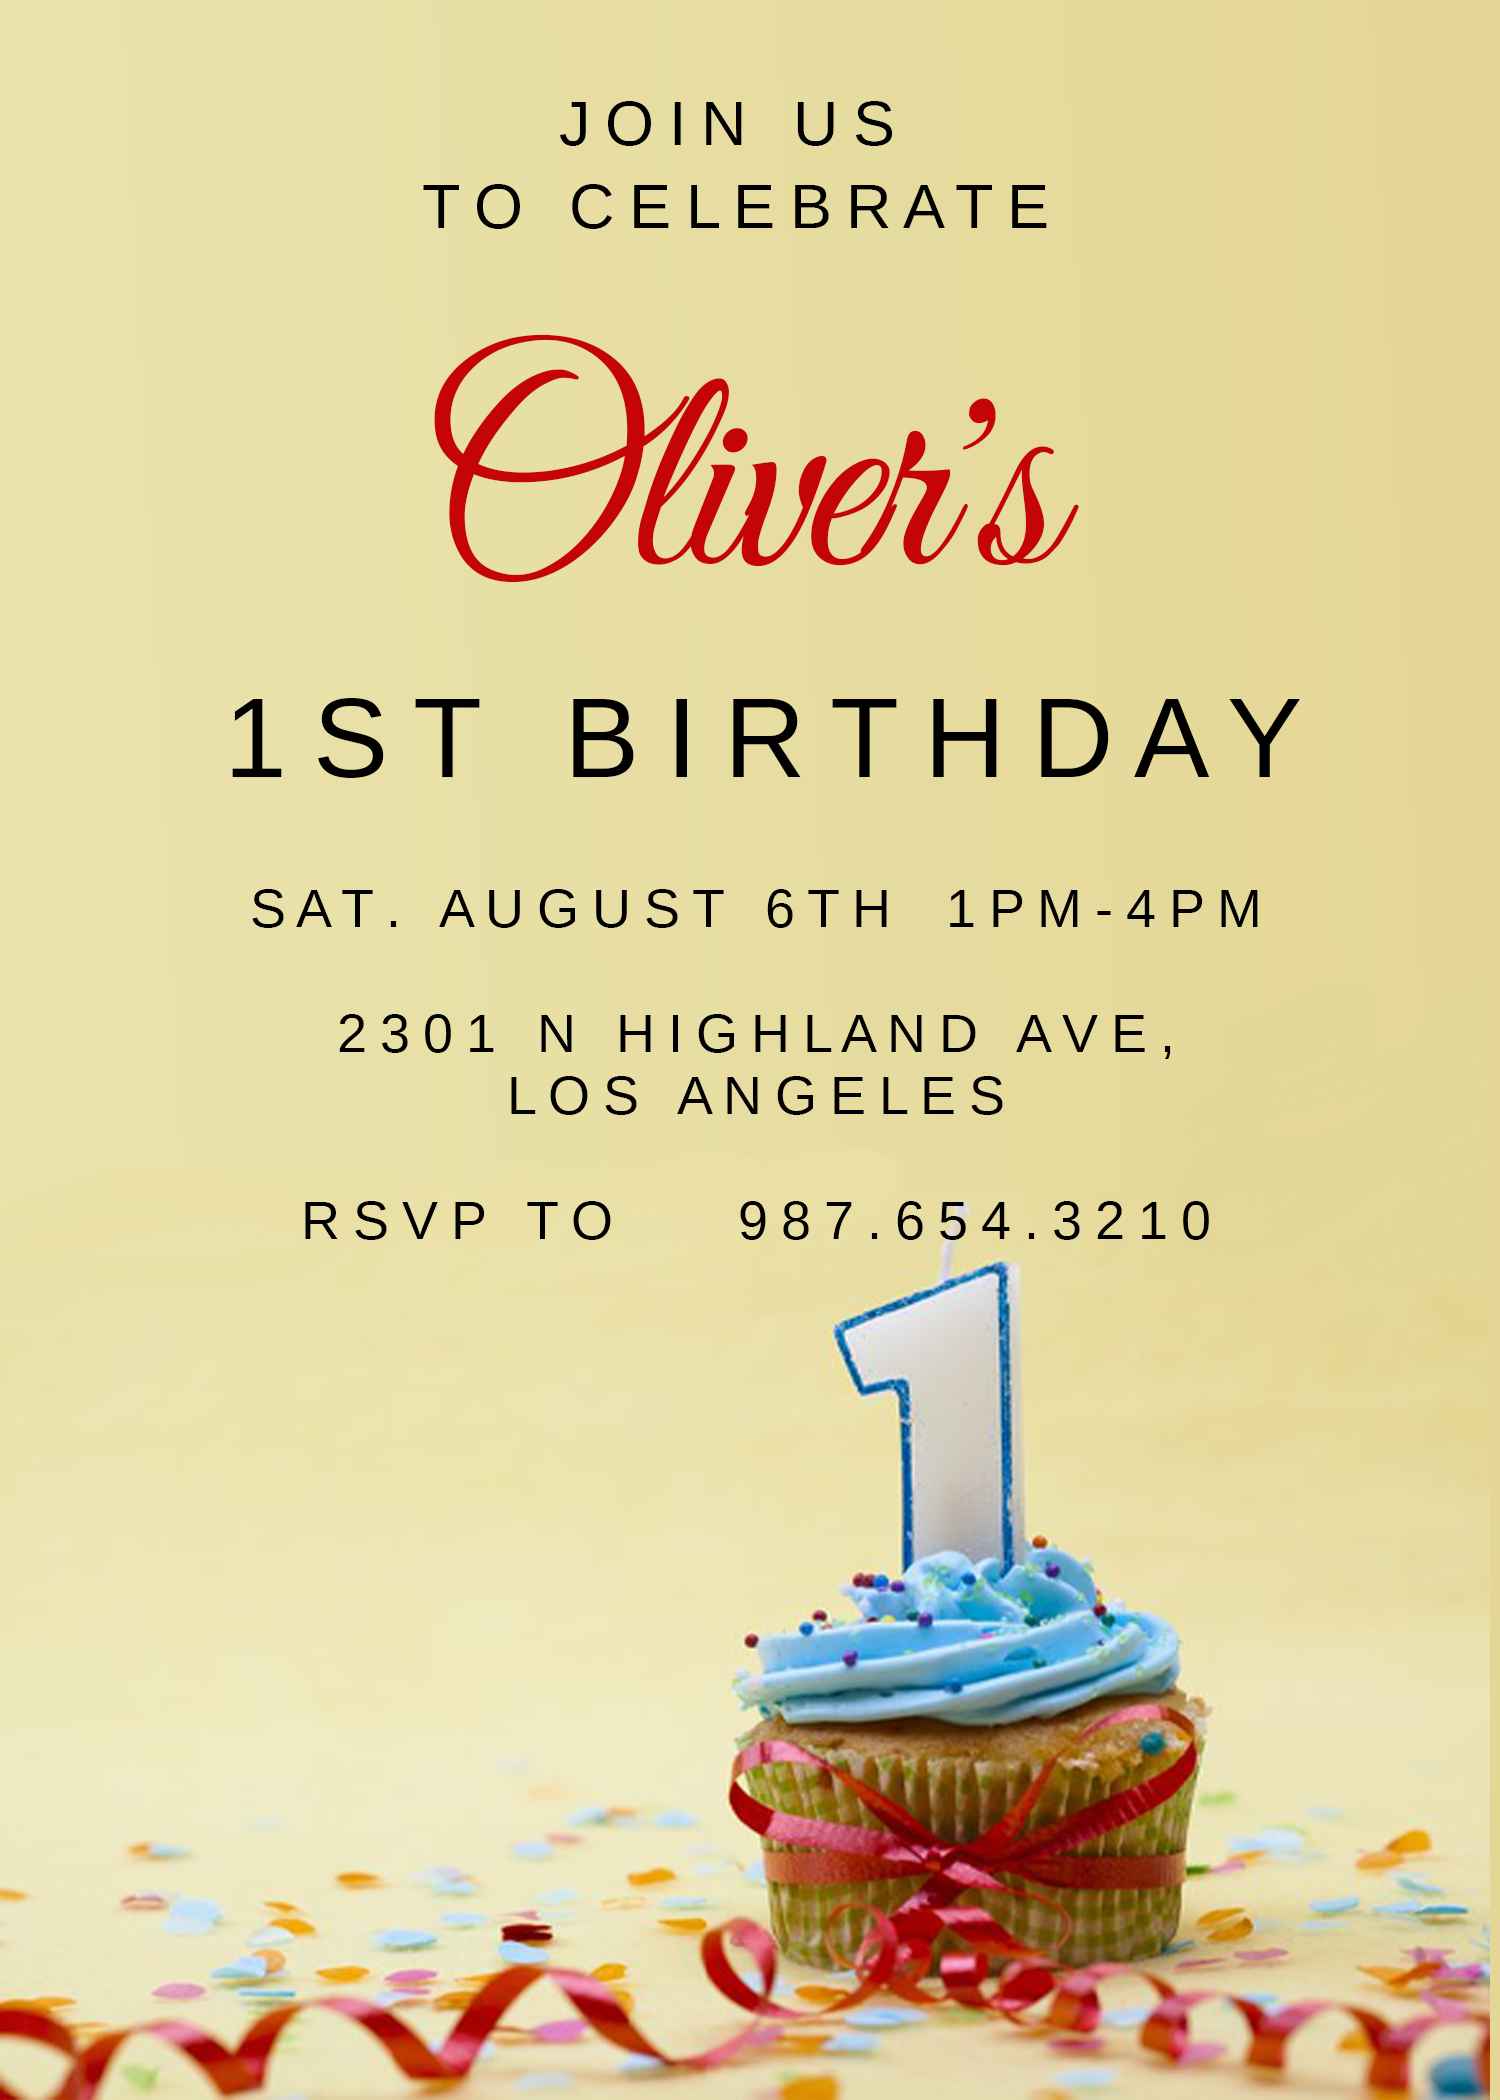 JOIN US
TO CELEBRATE
Oliver's
1ST BIRTHDAY
SAT. AUGUST 6TH 1PM-4PM
2301 N HIGHLAND AVE,
LOS ANGELES
RSVP TO 987.654.3210
1